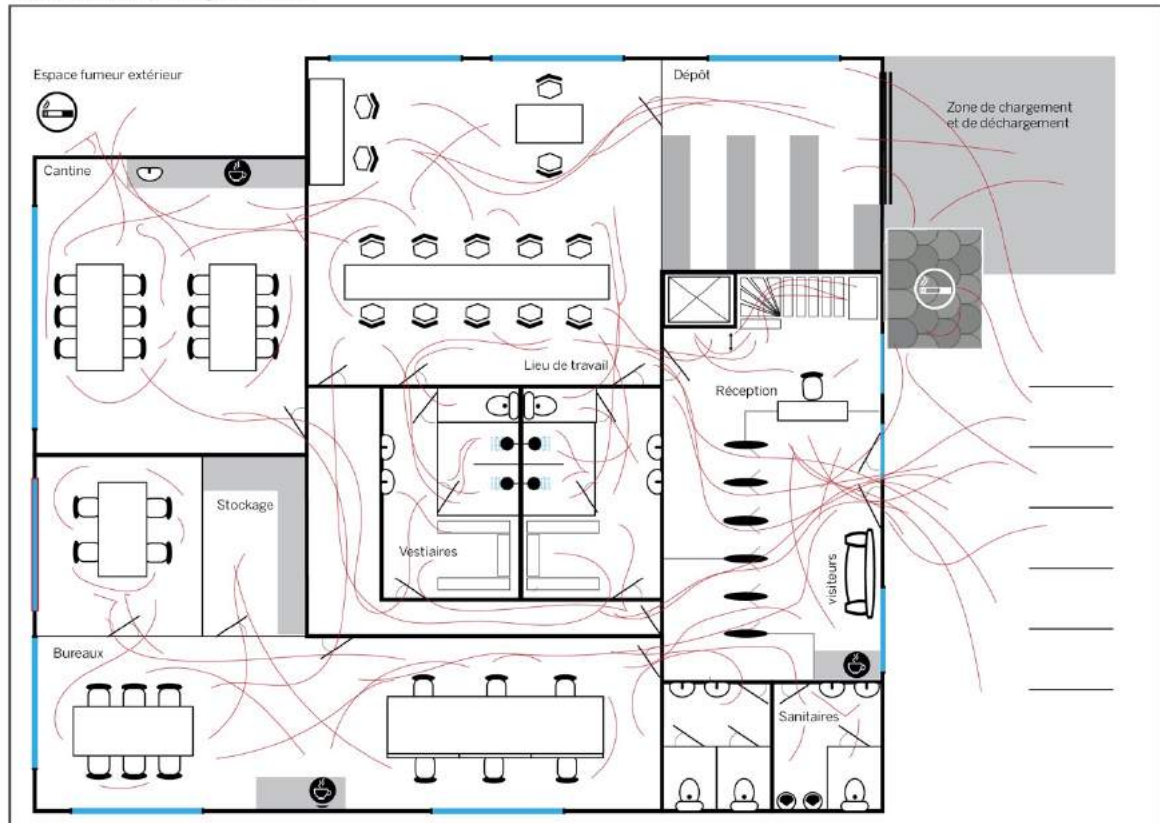 Espace fumeur extérieur
Dépôt
Zone de chargement
et de déchargement
Cantine
Lieu de travail
Réception
Stockage
Vestiaires
visiteurs
Bureaux
Sanitaires